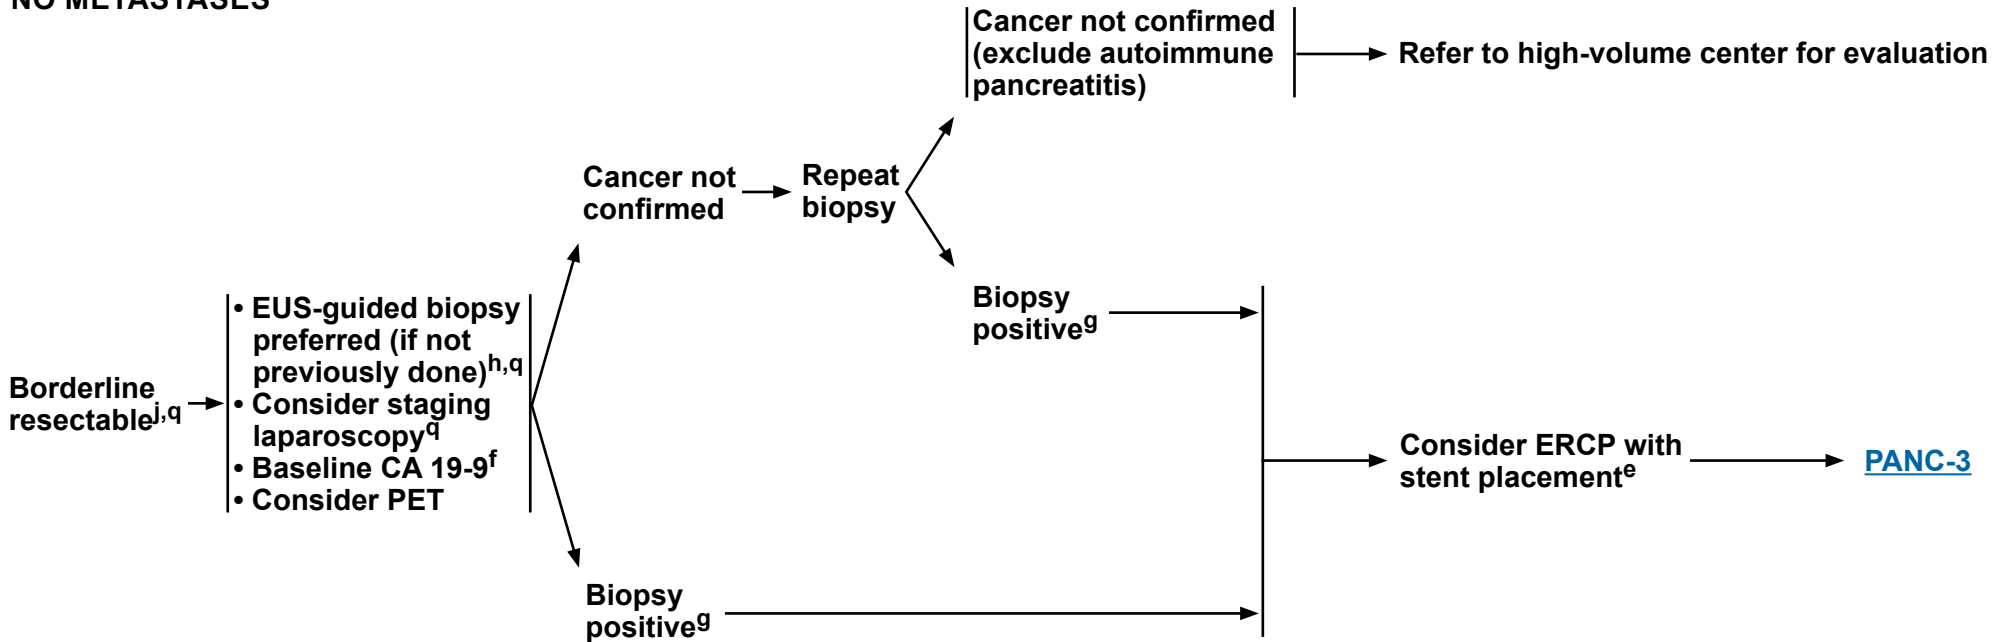 NO METASTASES
Cancer not confirmed
(exclude autoimmune
pancreatitis)
Refer to high-volume center for evaluation
Cancer not
confirmed
Repeat
biopsy
Biopsy
positiveg
Borderline
resectablej,q
• EUS-guided biopsy
preferred (if not
previously done)h,q
• Consider staging
laparoscopyq
• Baseline CA 19-9f
• Consider PET
Consider ERCP with
stent placemente
PANC-3
Biopsy
positiveg